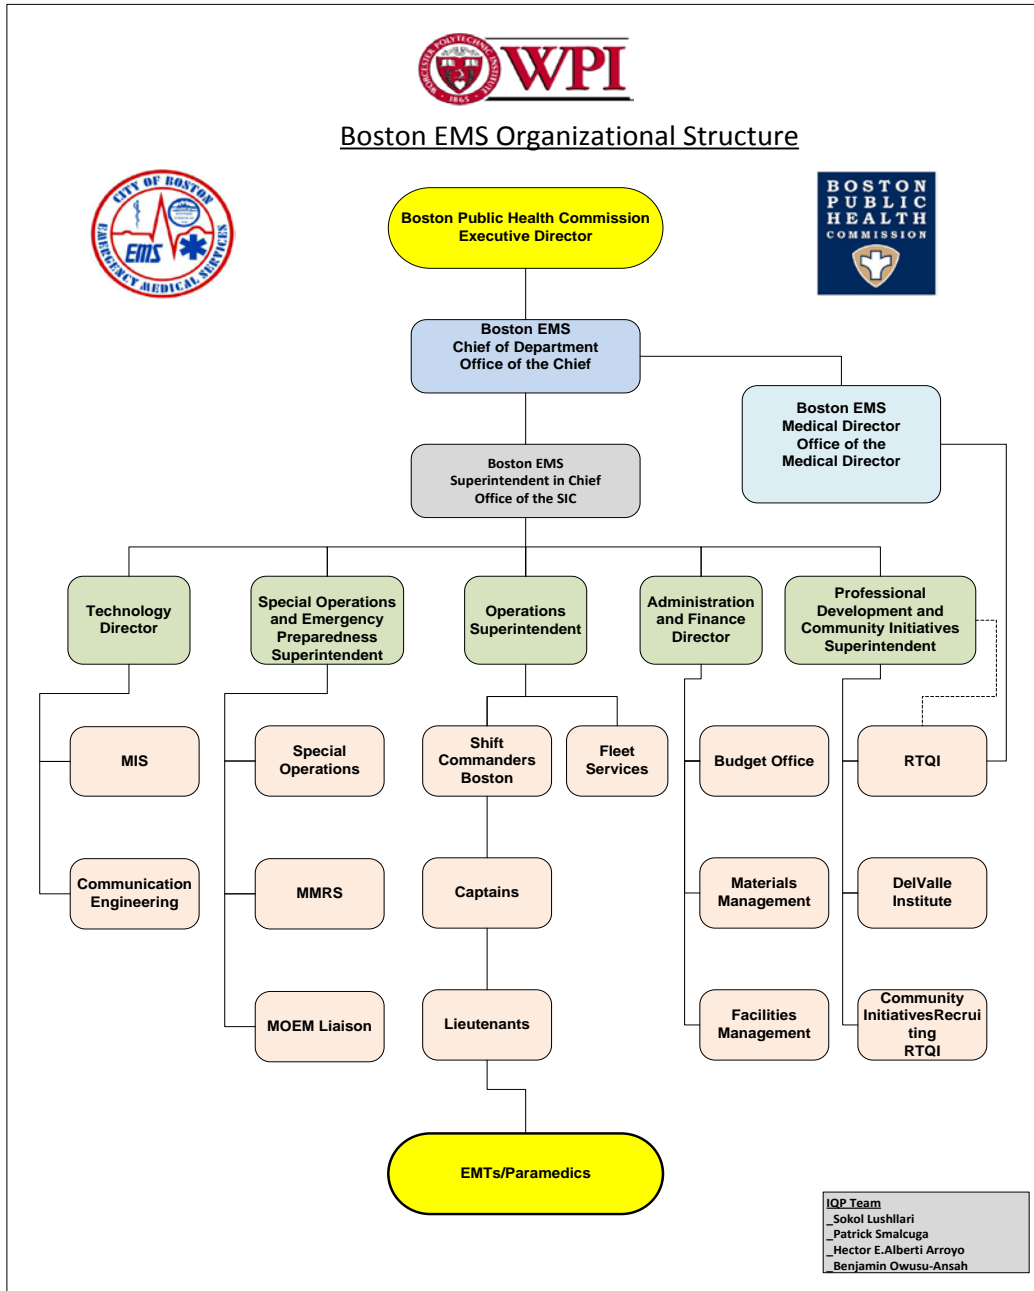 WORCESTER POLYTECHNIC INSTITUTE
1865
WPI
Boston EMS Organizational Structure
CITY OF BOSTON
EMS
EMERGENCY MEDICAL SERVICES
BOSTON
PUBLIC
HEALTH
COMMISSION
Boston Public Health Commission
Executive Director
Boston EMS
Chief of Department
Office of the Chief
Boston EMS
Medical Director
Office of the
Medical Director
Boston EMS
Superintendent in Chief
Office of the SIC
Technology
Director
Special Operations
and Emergency
Preparedness
Superintendent
Operations
Superintendent
Administration
and Finance
Director
Professional
Development and
Community Initiatives
Superintendent
MIS
Special
Operations
Shift
Commanders
Boston
Fleet
Services
Budget Office
RTQI
Communication
Engineering
MMRS
Captains
Materials
Management
DelValle
Institute
MOEM Liaison
Lieutenants
Facilities
Management
Community
InitiativesRecrui
ting
RTQI
EMTs/Paramedics
IQP Team
_Sokol Lushllari
_Patrick Smalcuga
_Hector E.Alberti Arroyo
_Benjamin Owusu-Ansah